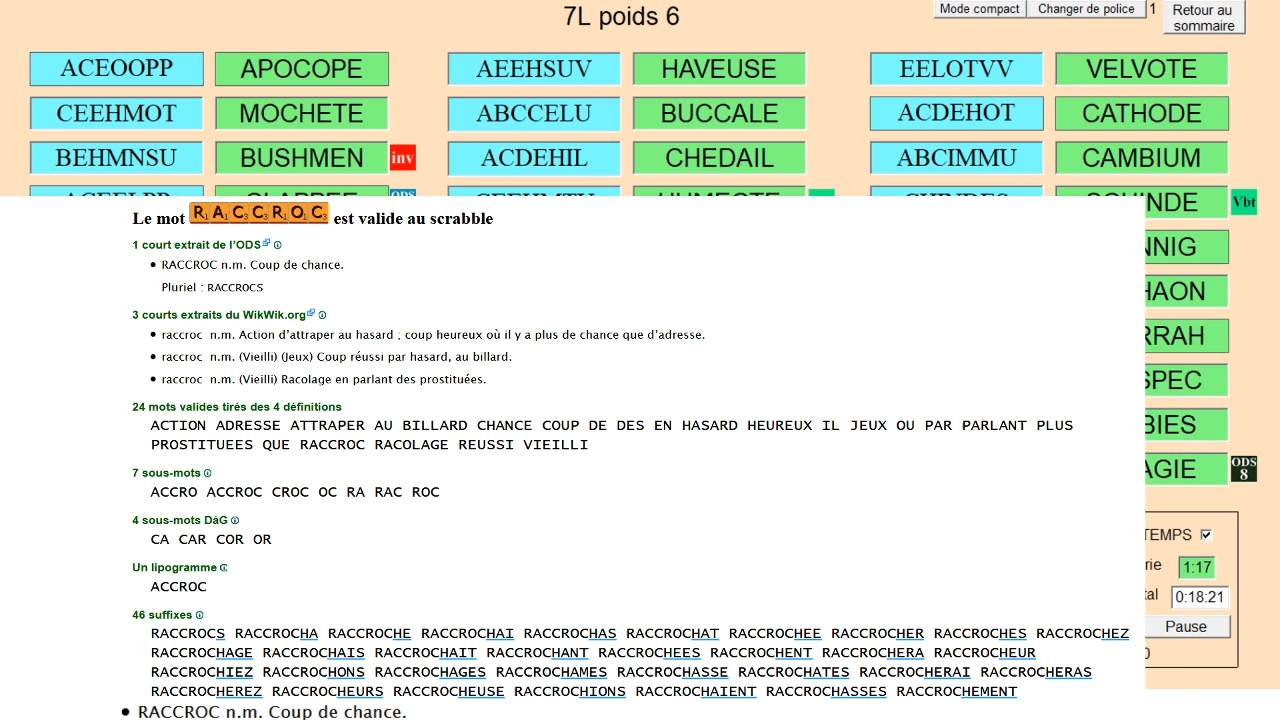 7L poids 6
Mode compact Changer de police 1 Retour au sommaire
ACEOOPP APOCOPE AEEHSUV HAVEUSE EELOTVV VELVOTE
CEEHMOT MOCHETE ABCCELU BUCCALE ACDEHOT CATHODE
BEHMNSU BUSHMEN inv ACDEHIL CHEDAIL ABCIMMU CAMBIUM
NDE Vbt
Le mot R1 A1 C3 C3 R1 O1 C3 est valide au scrabble
1 court extrait de l'ODS
NNIG
• RACCROC n.m. Coup de chance.
Pluriel : RACCROCS
HAON
3 courts extraits du WikWik.org
• raccroc n.m. Action d'attraper au hasard ; coup heureux où il y a plus de chance que d'adresse.
RRAH
• raccroc n.m. (Vieilli) (Jeux) Coup réussi par hasard, au billard.
• raccroc n.m. (Vieilli) Racolage en parlant des prostituées.
SPEC
24 mots valides tirés des 4 définitions
ACTION ADRESSE ATTRAPER AU BILLARD CHANCE COUP DE DES EN HASARD HEUREUX IL JEUX OU PAR PARLANT PLUS
BIES
PROSTITUEES QUE RACCROC RACOLAGE REUSSI VIEILLI
7 sous-mots
AGIE ODS 8
ACCRO ACCROC CROC OC RA RAC ROC
4 sous-mots DàG
CA CAR COR OR
TEMPS
Un lipogramme
rie 1:17
ACCROC
tal 0:18:21
46 suffixes
Pause
RACCROCS RACCROCHA RACCROCHE RACCROCHAI RACCROCHAS RACCROCHAT RACCROCHEE RACCROCHER RACCROCHES RACCROCHEZ
RACCROCHAGE RACCROCHAIS RACCROCHAIT RACCROCHANT RACCROCHEES RACCROCHENT RACCROCHERA RACCROCHEUR
RACCROCHIEZ RACCROCHONS RACCROCHAGES RACCROCHAMES RACCROCHASSE RACCROCHATES RACCROCHERAI RACCROCHERAS
RACCROCHEREZ RACCROCHEURS RACCROCHEUSE RACCROCHIONS RACCROCHAIENT RACCROCHASSES RACCROCHEMENT
• RACCROC n.m. Coup de chance.